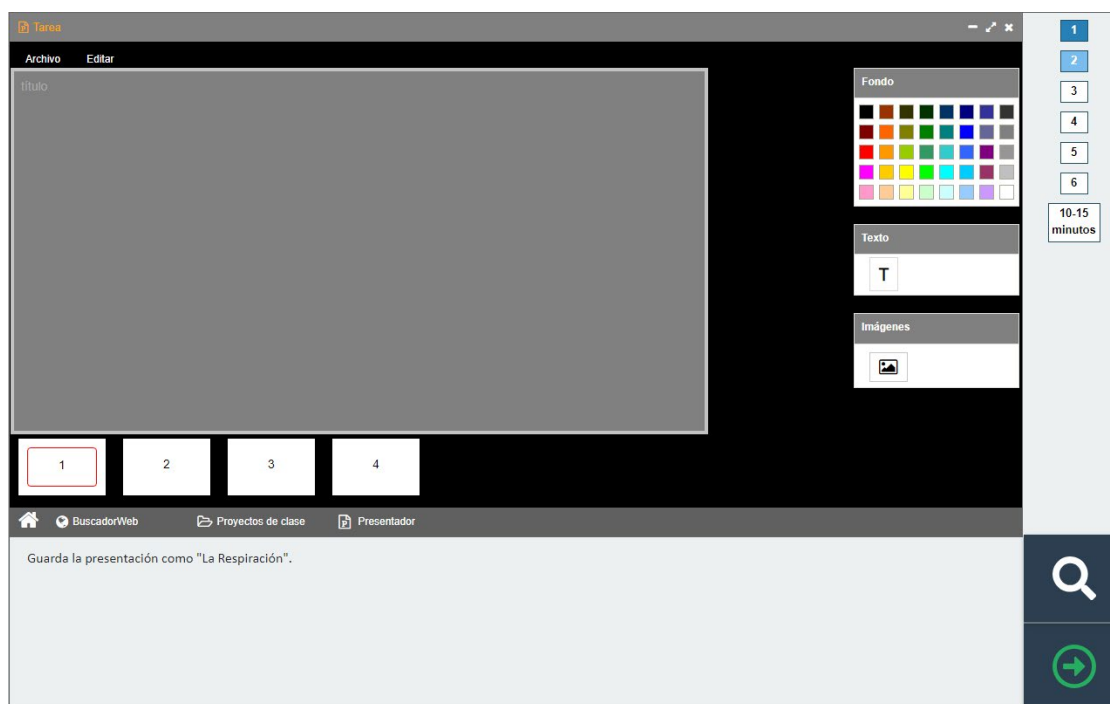 Tarea
Archivo Editar
título
Fondo
Texto
T
Imágenes
1 2 3 4
BuscadorWeb Proyectos de clase Presentador
Guarda la presentación como "La Respiración".
1
2
3
4
5
6
10-15
minutos